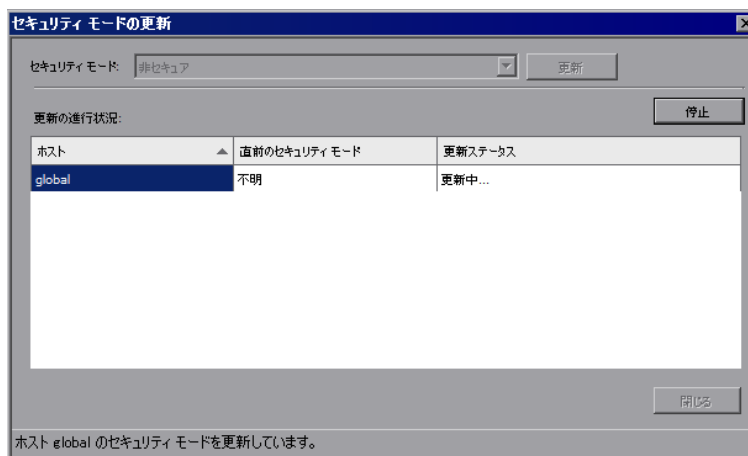 セキュリティ モードの更新
セキュリティ モード: 非セキュア 更新
更新の進行状況: 停止
ホスト 直前のセキュリティ モード 更新ステータス
global 不明 更新中...
閉じる
ホスト global のセキュリティ モードを更新しています。